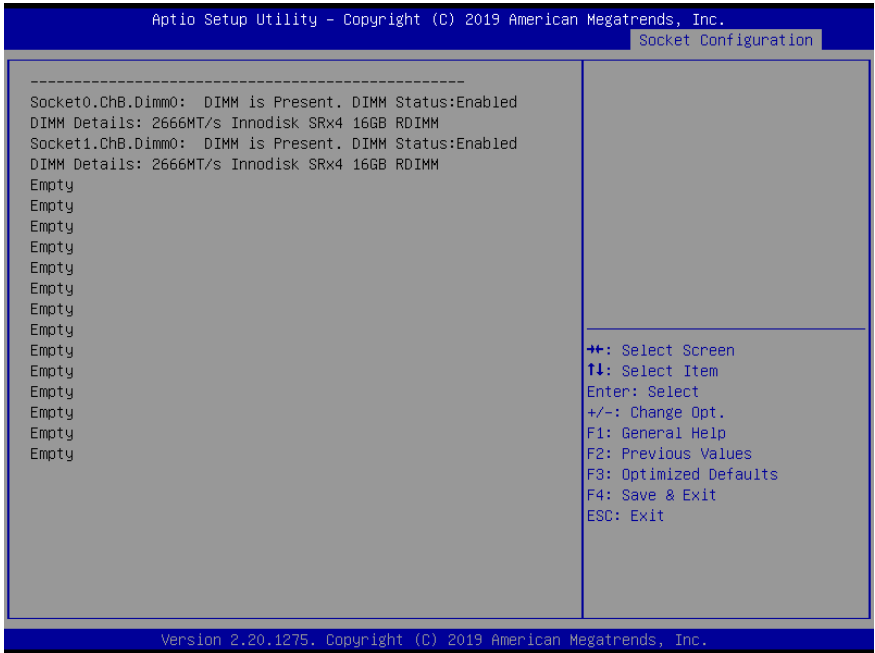 Aptio Setup Utility – Copyright (C) 2019 American Megatrends, Inc.
Socket Configuration
--------------------------------------------------
Socket0.ChB.Dimm0:  DIMM is Present. DIMM Status:Enabled
DIMM Details: 2666MT/s Innodisk SRx4 16GB RDIMM
Socket1.ChB.Dimm0:  DIMM is Present. DIMM Status:Enabled
DIMM Details: 2666MT/s Innodisk SRx4 16GB RDIMM
Empty
Empty
Empty
Empty
Empty
Empty
Empty
Empty
Empty
Empty
Empty
Empty
Empty
Empty
→←: Select Screen
↑↓: Select Item
Enter: Select
+/-: Change Opt.
F1: General Help
F2: Previous Values
F3: Optimized Defaults
F4: Save & Exit
ESC: Exit
Version 2.20.1275. Copyright (C) 2019 American Megatrends, Inc.